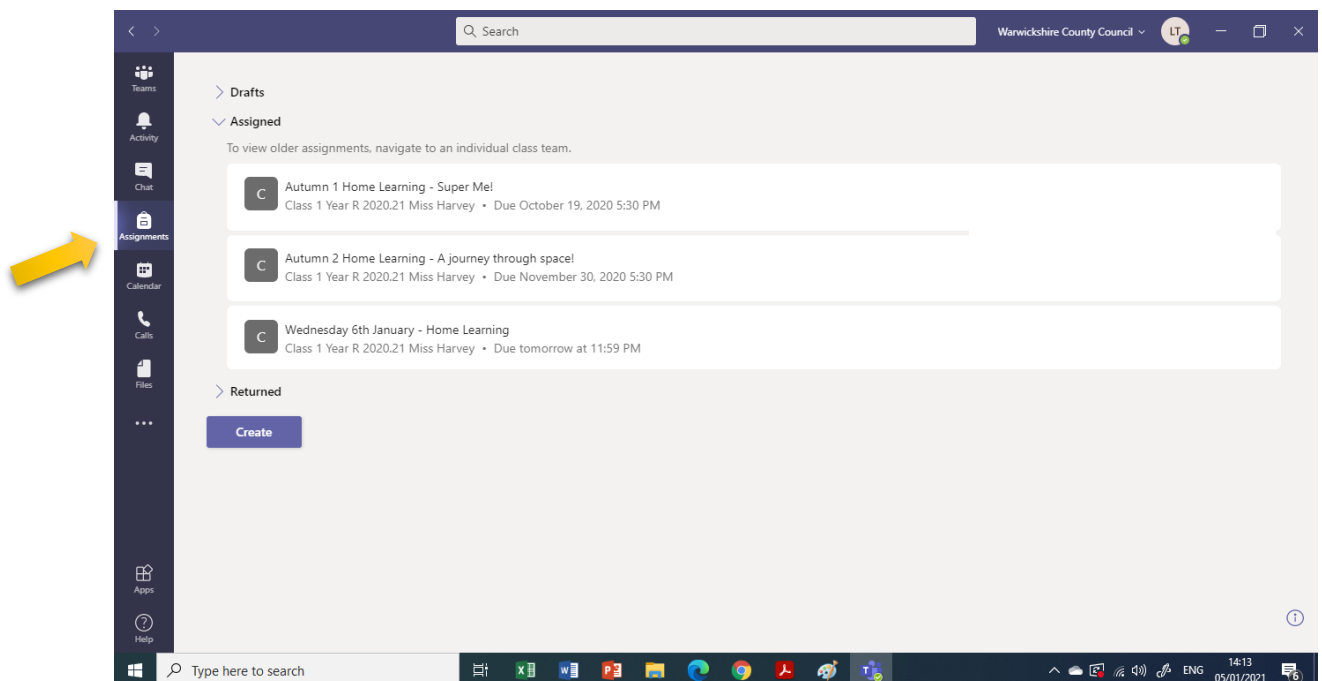 Search
Warwickshire County Council
LT
Teams
Activity
Chat
Assignments
Calendar
Calls
Files
Drafts
Assigned
To view older assignments, navigate to an individual class team.
C
Autumn 1 Home Learning - Super Me!
Class 1 Year R 2020.21 Miss Harvey • Due October 19, 2020 5:30 PM
C
Autumn 2 Home Learning - A journey through space!
Class 1 Year R 2020.21 Miss Harvey • Due November 30, 2020 5:30 PM
C
Wednesday 6th January - Home Learning
Class 1 Year R 2020.21 Miss Harvey • Due tomorrow at 11:59 PM
Returned
Create
Apps
Help
Type here to search
ENG
14:13
05/01/2021
6